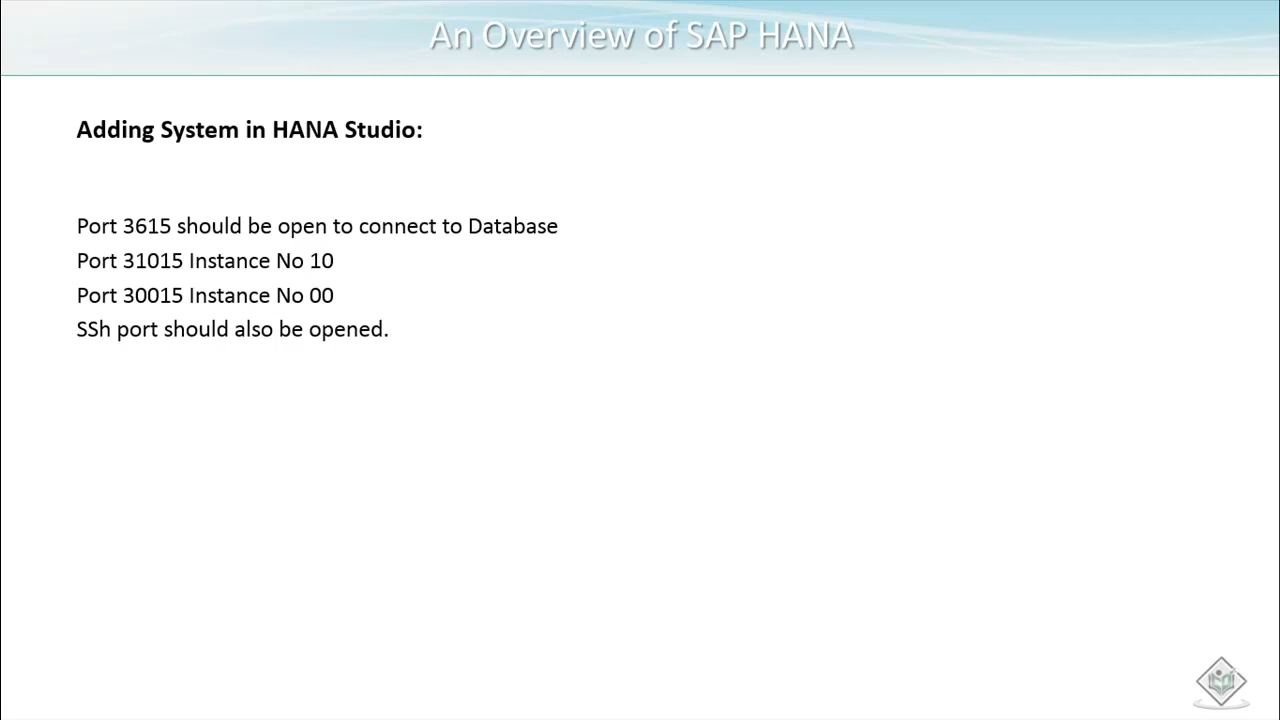 An Overview of SAP HANA
Adding System in HANA Studio:
Port 3615 should be open to connect to Database
Port 31015 Instance No 10
Port 30015 Instance No 00
SSh port should also be opened.